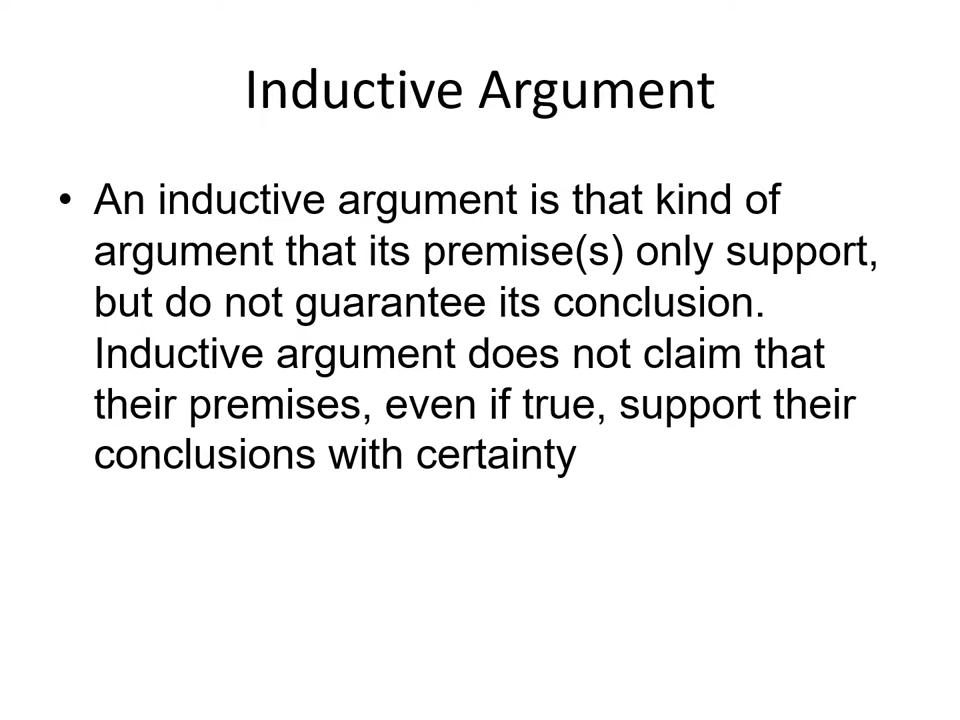 Inductive Argument
• An inductive argument is that kind of
argument that its premise(s) only support,
but do not guarantee its conclusion.
Inductive argument does not claim that
their premises, even if true, support their
conclusions with certainty